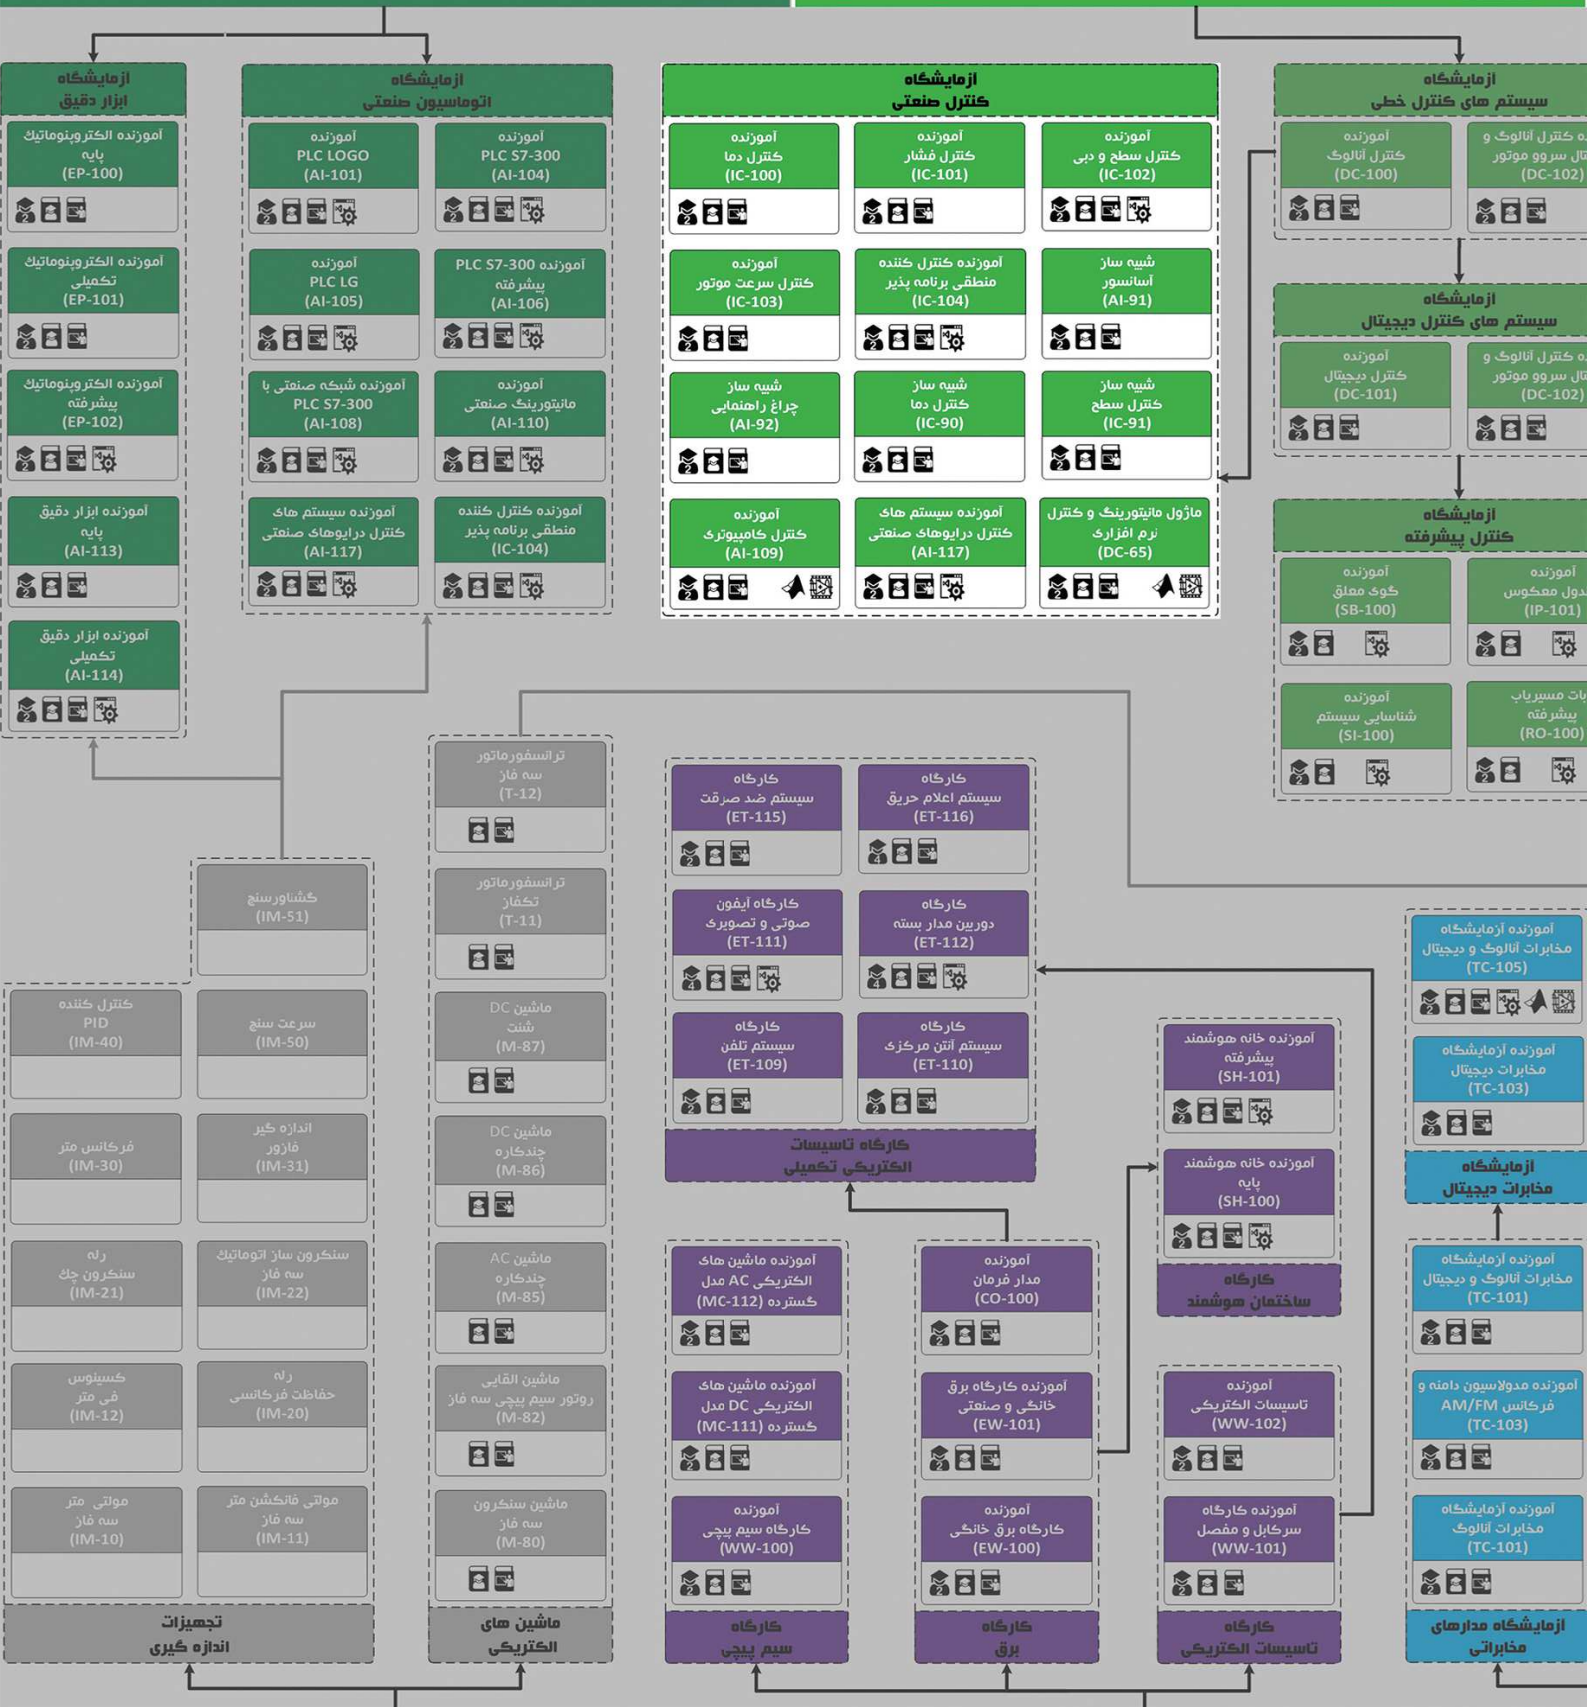 آزمایشگاه
ابزار دقیق
آموزنده الکتروپنوماتیک
پایه
(EP-100)
آموزنده الکتروپنوماتیک
تکمیلی
(EP-101)
آموزنده الکتروپنوماتیک
پیشرفته
(EP-102)
آموزنده ابزار دقیق
پایه
(AI-113)
آموزنده ابزار دقیق
تکمیلی
(AI-114)
آزمایشگاه
اتوماسیون صنعتی
آموزنده
PLC LOGO
(AI-101)
آموزنده
PLC S7-300
(AI-104)
آموزنده
PLC LG
(AI-105)
آموزنده PLC S7-300
پیشرفته
(AI-106)
آموزنده شبکه صنعتی با
PLC S7-300
(AI-108)
آموزنده
مانیتورینگ صنعتی
(AI-110)
آموزنده سیستم های
کنترل درایوهای صنعتی
(AI-117)
آموزنده کنترل کننده
منطقی برنامه پذیر
(IC-104)
آزمایشگاه
کنترل صنعتی
آموزنده
کنترل دما
(IC-100)
آموزنده
کنترل فشار
(IC-101)
آموزنده
کنترل سطح و دبی
(IC-102)
آموزنده
کنترل سرعت موتور
(IC-103)
آموزنده کنترل کننده
منطقی برنامه پذیر
(IC-104)
شبیه ساز
آسانسور
(AI-91)
شبیه ساز
چراغ راهنمایی
(AI-92)
شبیه ساز
کنترل دما
(IC-90)
شبیه ساز
کنترل سطح
(IC-91)
آموزنده
کنترل کامپیوتری
(AI-109)
آموزنده سیستم های
کنترل درایوهای صنعتی
(AI-117)
ماژول مانیتورینگ و کنترل
نرم افزاری
(DC-65)
آزمایشگاه
سیستم های کنترل خطی
آموزنده
کنترل آنالوگ
(DC-100)
کنترل آنالوگ و
سروو موتور
(DC-102)
آزمایشگاه
سیستم های کنترل دیجیتال
آموزنده
کنترل دیجیتال
(DC-101)
کنترل آنالوگ و
سروو موتور
(DC-102)
آزمایشگاه
کنترل پیشرفته
آموزنده
گوی معلق
(SB-100)
آموزنده
معکوس
(IP-101)
آموزنده
شناسایی سیستم
(SI-100)
مسیریاب
پیشرفته
(RO-100)
گشتاورسنج
(IM-51)
کنترل کننده
PID
(IM-40)
سرعت سنج
(IM-50)
فرکانس متر
(IM-30)
اندازه گیر
فازور
(IM-31)
رله
سنکرون چک
(IM-21)
سنکرون ساز اتوماتیک
سه فاز
(IM-22)
کسینوس
فی متر
(IM-12)
رله
حفاظت فرکانسی
(IM-20)
مولتی متر
سه فاز
(IM-10)
مولتی فانکشن متر
سه فاز
(IM-11)
تجهیزات
اندازه گیری
ترانسفورماتور
سه فاز
(T-12)
ترانسفورماتور
تکفاز
(T-11)
ماشین DC
شنت
(M-87)
ماشین DC
چندکاره
(M-86)
ماشین AC
چندکاره
(M-85)
ماشین القایی
روتور سیم پیچی سه فاز
(M-82)
ماشین سنکرون
سه فاز
(M-80)
ماشین های
الکتریکی
کارگاه
سیستم ضد صرقت
(ET-115)
کارگاه
سیستم اعلام حریق
(ET-116)
کارگاه آیفون
صوتی و تصویری
(ET-111)
کارگاه
دوربین مدار بسته
(ET-112)
کارگاه
سیستم تلفن
(ET-109)
کارگاه
سیستم آنتن مرکزی
(ET-110)
کارگاه تاسیسات
الکتریکی تکمیلی
آموزنده ماشین های
الکتریکی AC مدل
گسترده (MC-112)
آموزنده ماشین های
الکتریکی DC مدل
گسترده (MC-111)
آموزنده
کارگاه سیم پیچی
(WW-100)
کارگاه
سیم پیچی
آموزنده
مدار فرمان
(CO-100)
آموزنده کارگاه برق
خانگی و صنعتی
(EW-101)
آموزنده
کارگاه برق خانگی
(EW-100)
کارگاه
برق
آموزنده خانه هوشمند
پیشرفته
(SH-101)
آموزنده خانه هوشمند
پایه
(SH-100)
کارگاه
ساختمان هوشمند
آموزنده
تاسیسات الکتریکی
(WW-102)
آموزنده کارگاه
سرکابل و مفصل
(WW-101)
کارگاه
تاسیسات الکتریکی
آموزنده آزمایشگاه
مخابرات آنالوگ و دیجیتال
(TC-105)
آموزنده آزمایشگاه
مخابرات دیجیتال
(TC-103)
آزمایشگاه
مخابرات دیجیتال
آموزنده آزمایشگاه
مخابرات آنالوگ و دیجیتال
(TC-101)
آموزنده مدولاسیون دامنه و
فرکانس AM/FM
(TC-103)
آموزنده آزمایشگاه
مخابرات آنالوگ
(TC-101)
آزمایشگاه مدارهای
مخابراتی